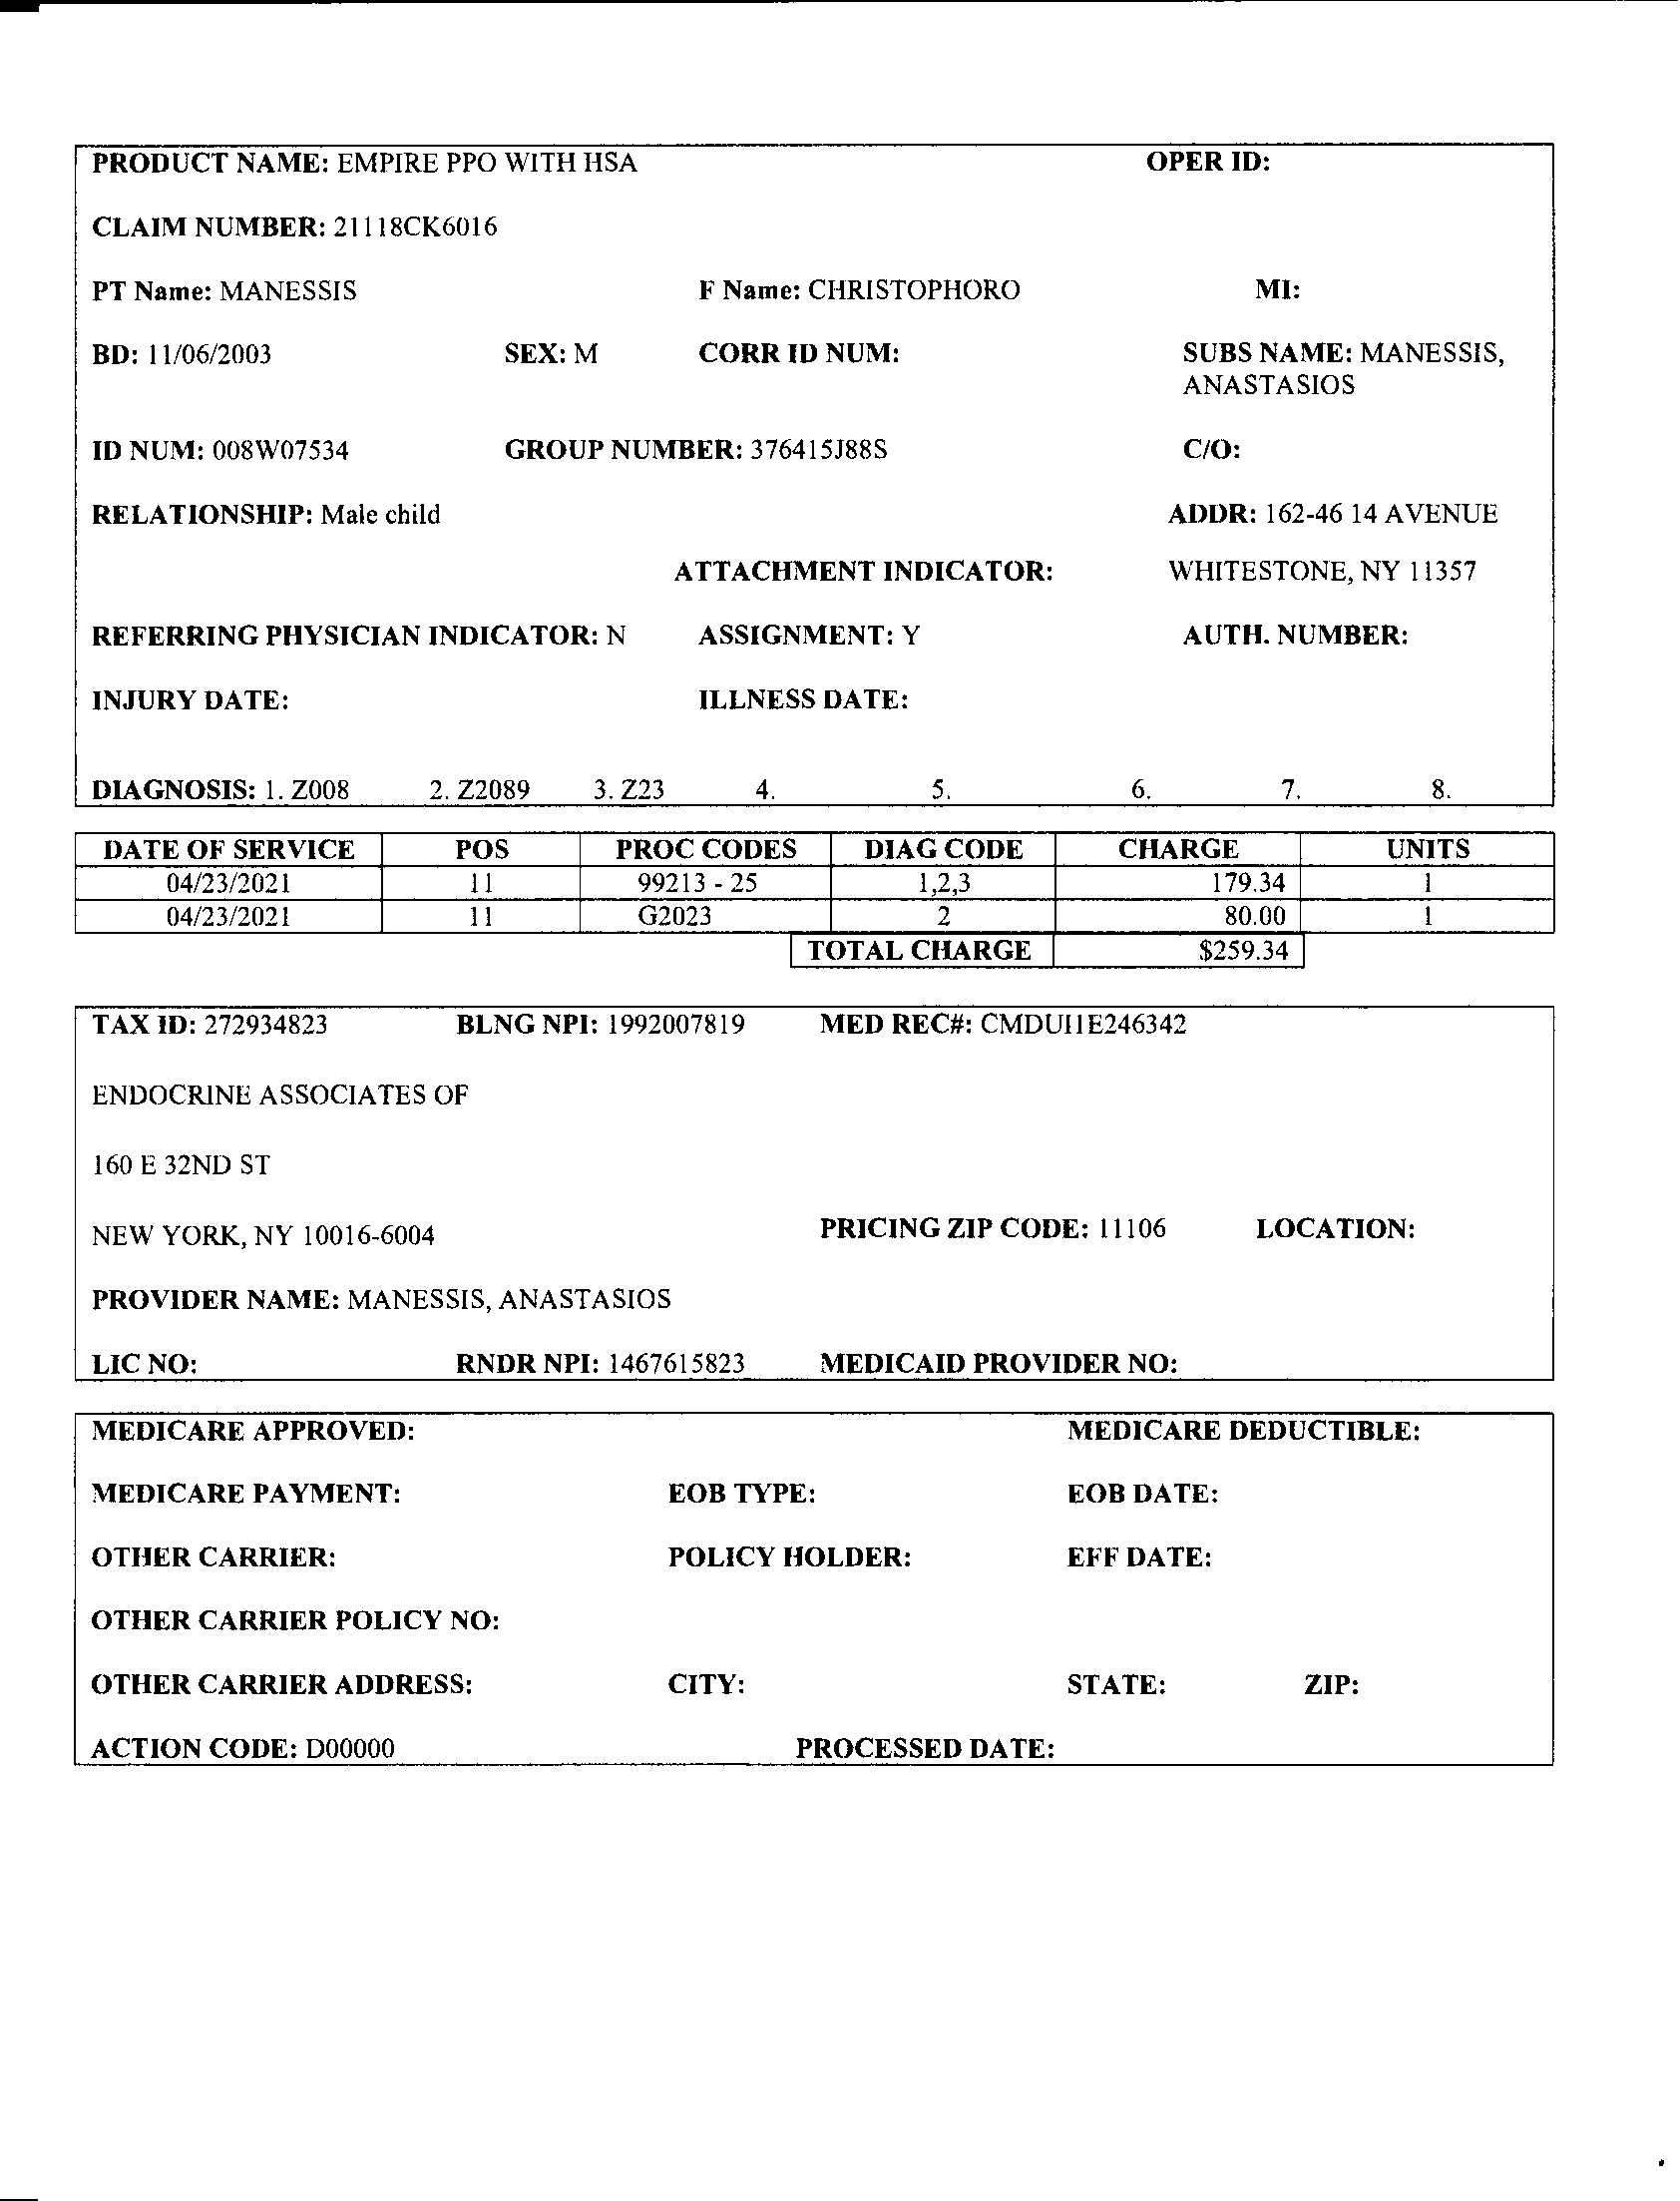 PRODUCT NAME: EMPIRE PPO WITH HSA OPER ID:
CLAIM NUMBER: 21118CK6016
PT Name: MANESSIS F Name: CHRISTOPHORO MI:
BD: 11/06/2003 SEX: M CORR ID NUM: SUBS NAME: MANESSIS,
ANASTASIOS
ID NUM: 008W07534 GROUP NUMBER: 376415J88S C/O:
RELATIONSHIP: Male child ADDR: 162-46 14 AVENUE
ATTACHMENT INDICATOR: WHITESTONE, NY 11357
REFERRING PHYSICIAN INDICATOR: N ASSIGNMENT: Y AUTH. NUMBER:
INJURY DATE: ILLNESS DATE:
DIAGNOSIS: 1. Z008 2. Z2089 3. Z23 4. 5. 6. 7. 8.
DATE OF SERVICE POS PROC CODES DIAG CODE CHARGE UNITS
04/23/2021 11 99213 - 25 1,2,3 179.34 1
04/23/2021 11 G2023 2 80.00 1
TOTAL CHARGE $259.34
TAX ID: 272934823 BLNG NPI: 1992007819 MED REC#: CMDUI1E246342
ENDOCRINE ASSOCIATES OF
160 E 32ND ST
NEW YORK, NY 10016-6004 PRICING ZIP CODE: 11106 LOCATION:
PROVIDER NAME: MANESSIS, ANASTASIOS
LIC NO: RNDR NPI: 1467615823 MEDICAID PROVIDER NO:
MEDICARE APPROVED: MEDICARE DEDUCTIBLE:
MEDICARE PAYMENT: EOB TYPE: EOB DATE:
OTHER CARRIER: POLICY HOLDER: EFF DATE:
OTHER CARRIER POLICY NO:
OTHER CARRIER ADDRESS: CITY: STATE: ZIP:
ACTION CODE: D00000 PROCESSED DATE: